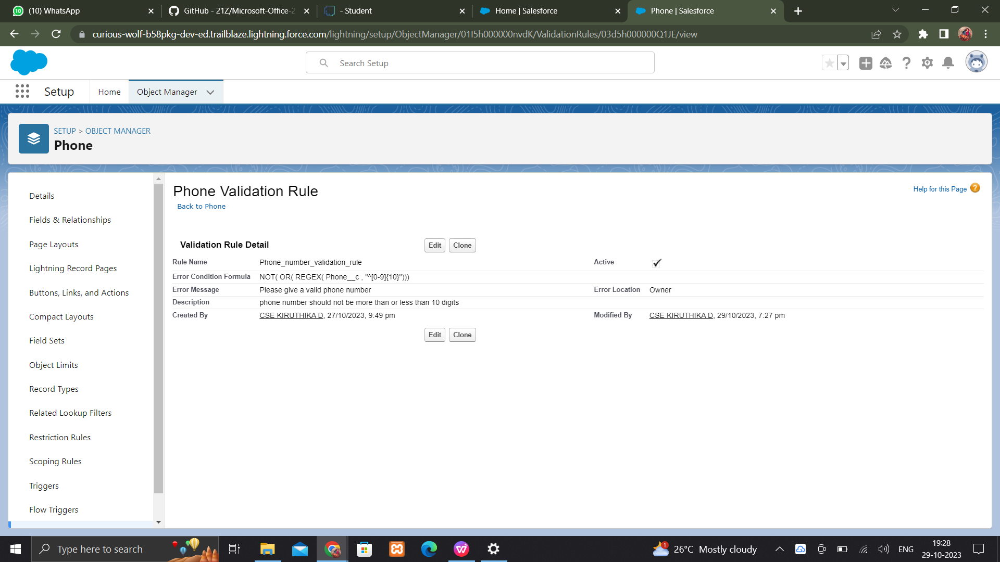 (10) WhatsApp
GitHub - 21Z/Microsoft-Office-2
- Student
Home | Salesforce
Phone | Salesforce
curious-wolf-b58pkg-dev-ed.trailblaze.lightning.force.com/lightning/setup/ObjectManager/01I5h000000nvdK/ValidationRules/03d5h000000Q1JE/view
Search Setup
Setup
Home
Object Manager
SETUP > OBJECT MANAGER
Phone
Details
Fields & Relationships
Page Layouts
Lightning Record Pages
Buttons, Links, and Actions
Compact Layouts
Field Sets
Object Limits
Record Types
Related Lookup Filters
Restriction Rules
Scoping Rules
Triggers
Flow Triggers
Phone Validation Rule
Help for this Page
Back to Phone
Validation Rule Detail
Edit
Clone
Rule Name Phone_number_validation_rule Active
Error Condition Formula NOT( OR( REGEX( Phone__c , "^[0-9]{10}")))
Error Message Please give a valid phone number Error Location Owner
Description phone number should not be more than or less than 10 digits
Created By CSE KIRUTHIKA D, 27/10/2023, 9:49 pm Modified By CSE KIRUTHIKA D, 29/10/2023, 7:27 pm
Edit
Clone
Type here to search
1
26°C Mostly cloudy
ENG
19:28
29-10-2023